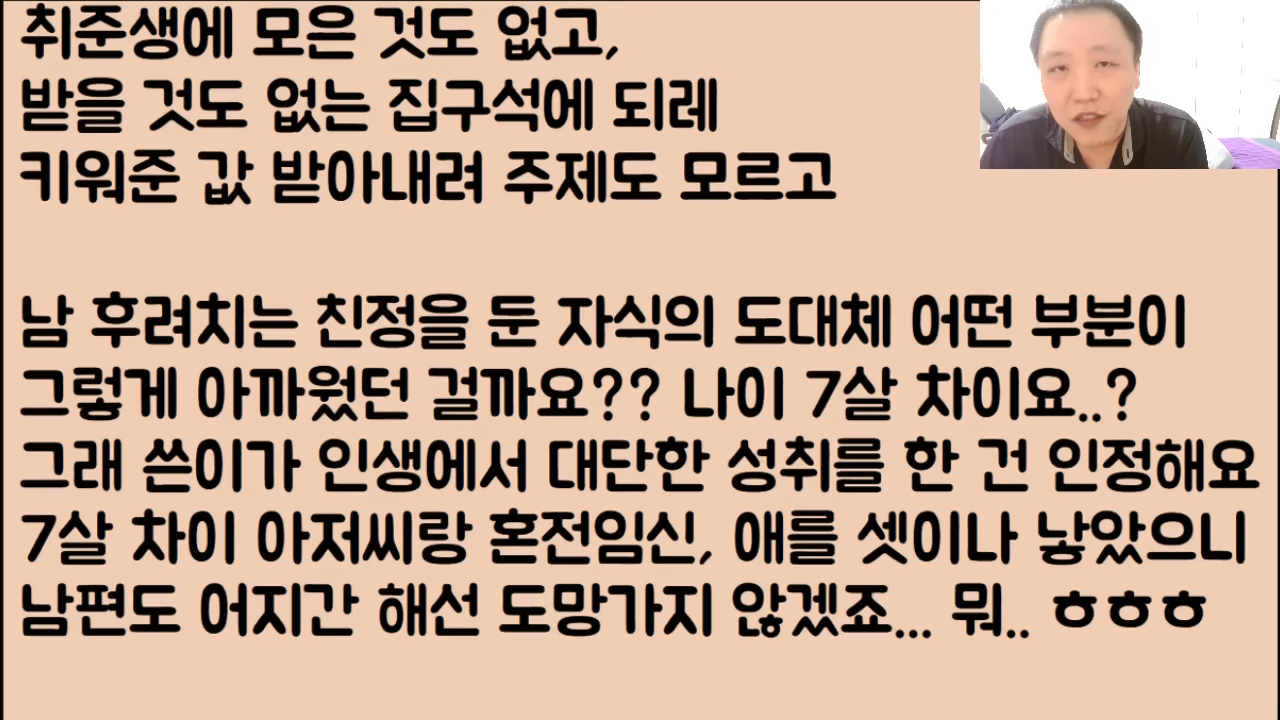 취준생에 모은 것도 없고,
받을 것도 없는 집구석에 되레
키워준 값 받아내려 주제도 모르고
남 후려치는 친정을 둔 자식의 도대체 어떤 부분이
그렇게 아까웠던 걸까요?? 나이 7살 차이요..?
그래 쓴이가 인생에서 대단한 성취를 한 건 인정해요
7살 차이 아저씨랑 혼전임신, 애를 셋이나 낳았으니
남편도 어지간 해선 도망가지 않겠죠... 뭐.. ㅎㅎㅎ